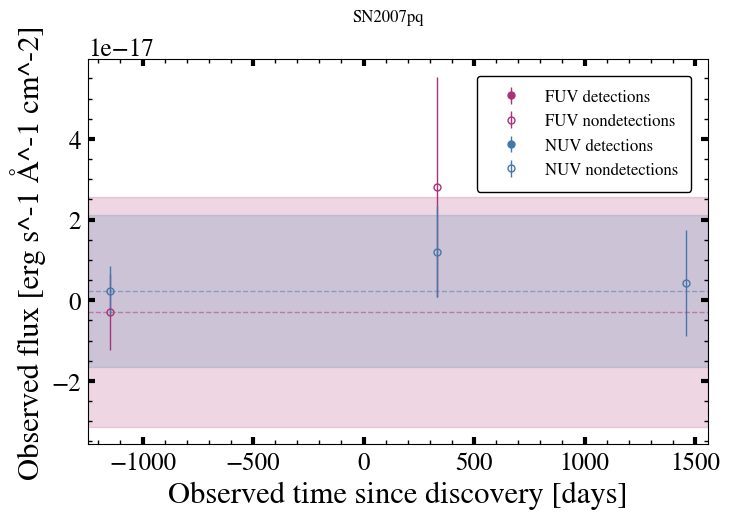 SN2007pq
1e−17
Observed flux [erg s^-1 Å^-1 cm^-2]
4
2
0
−2
FUV detections
FUV nondetections
NUV detections
NUV nondetections
−1000 −500 0 500 1000 1500
Observed time since discovery [days]